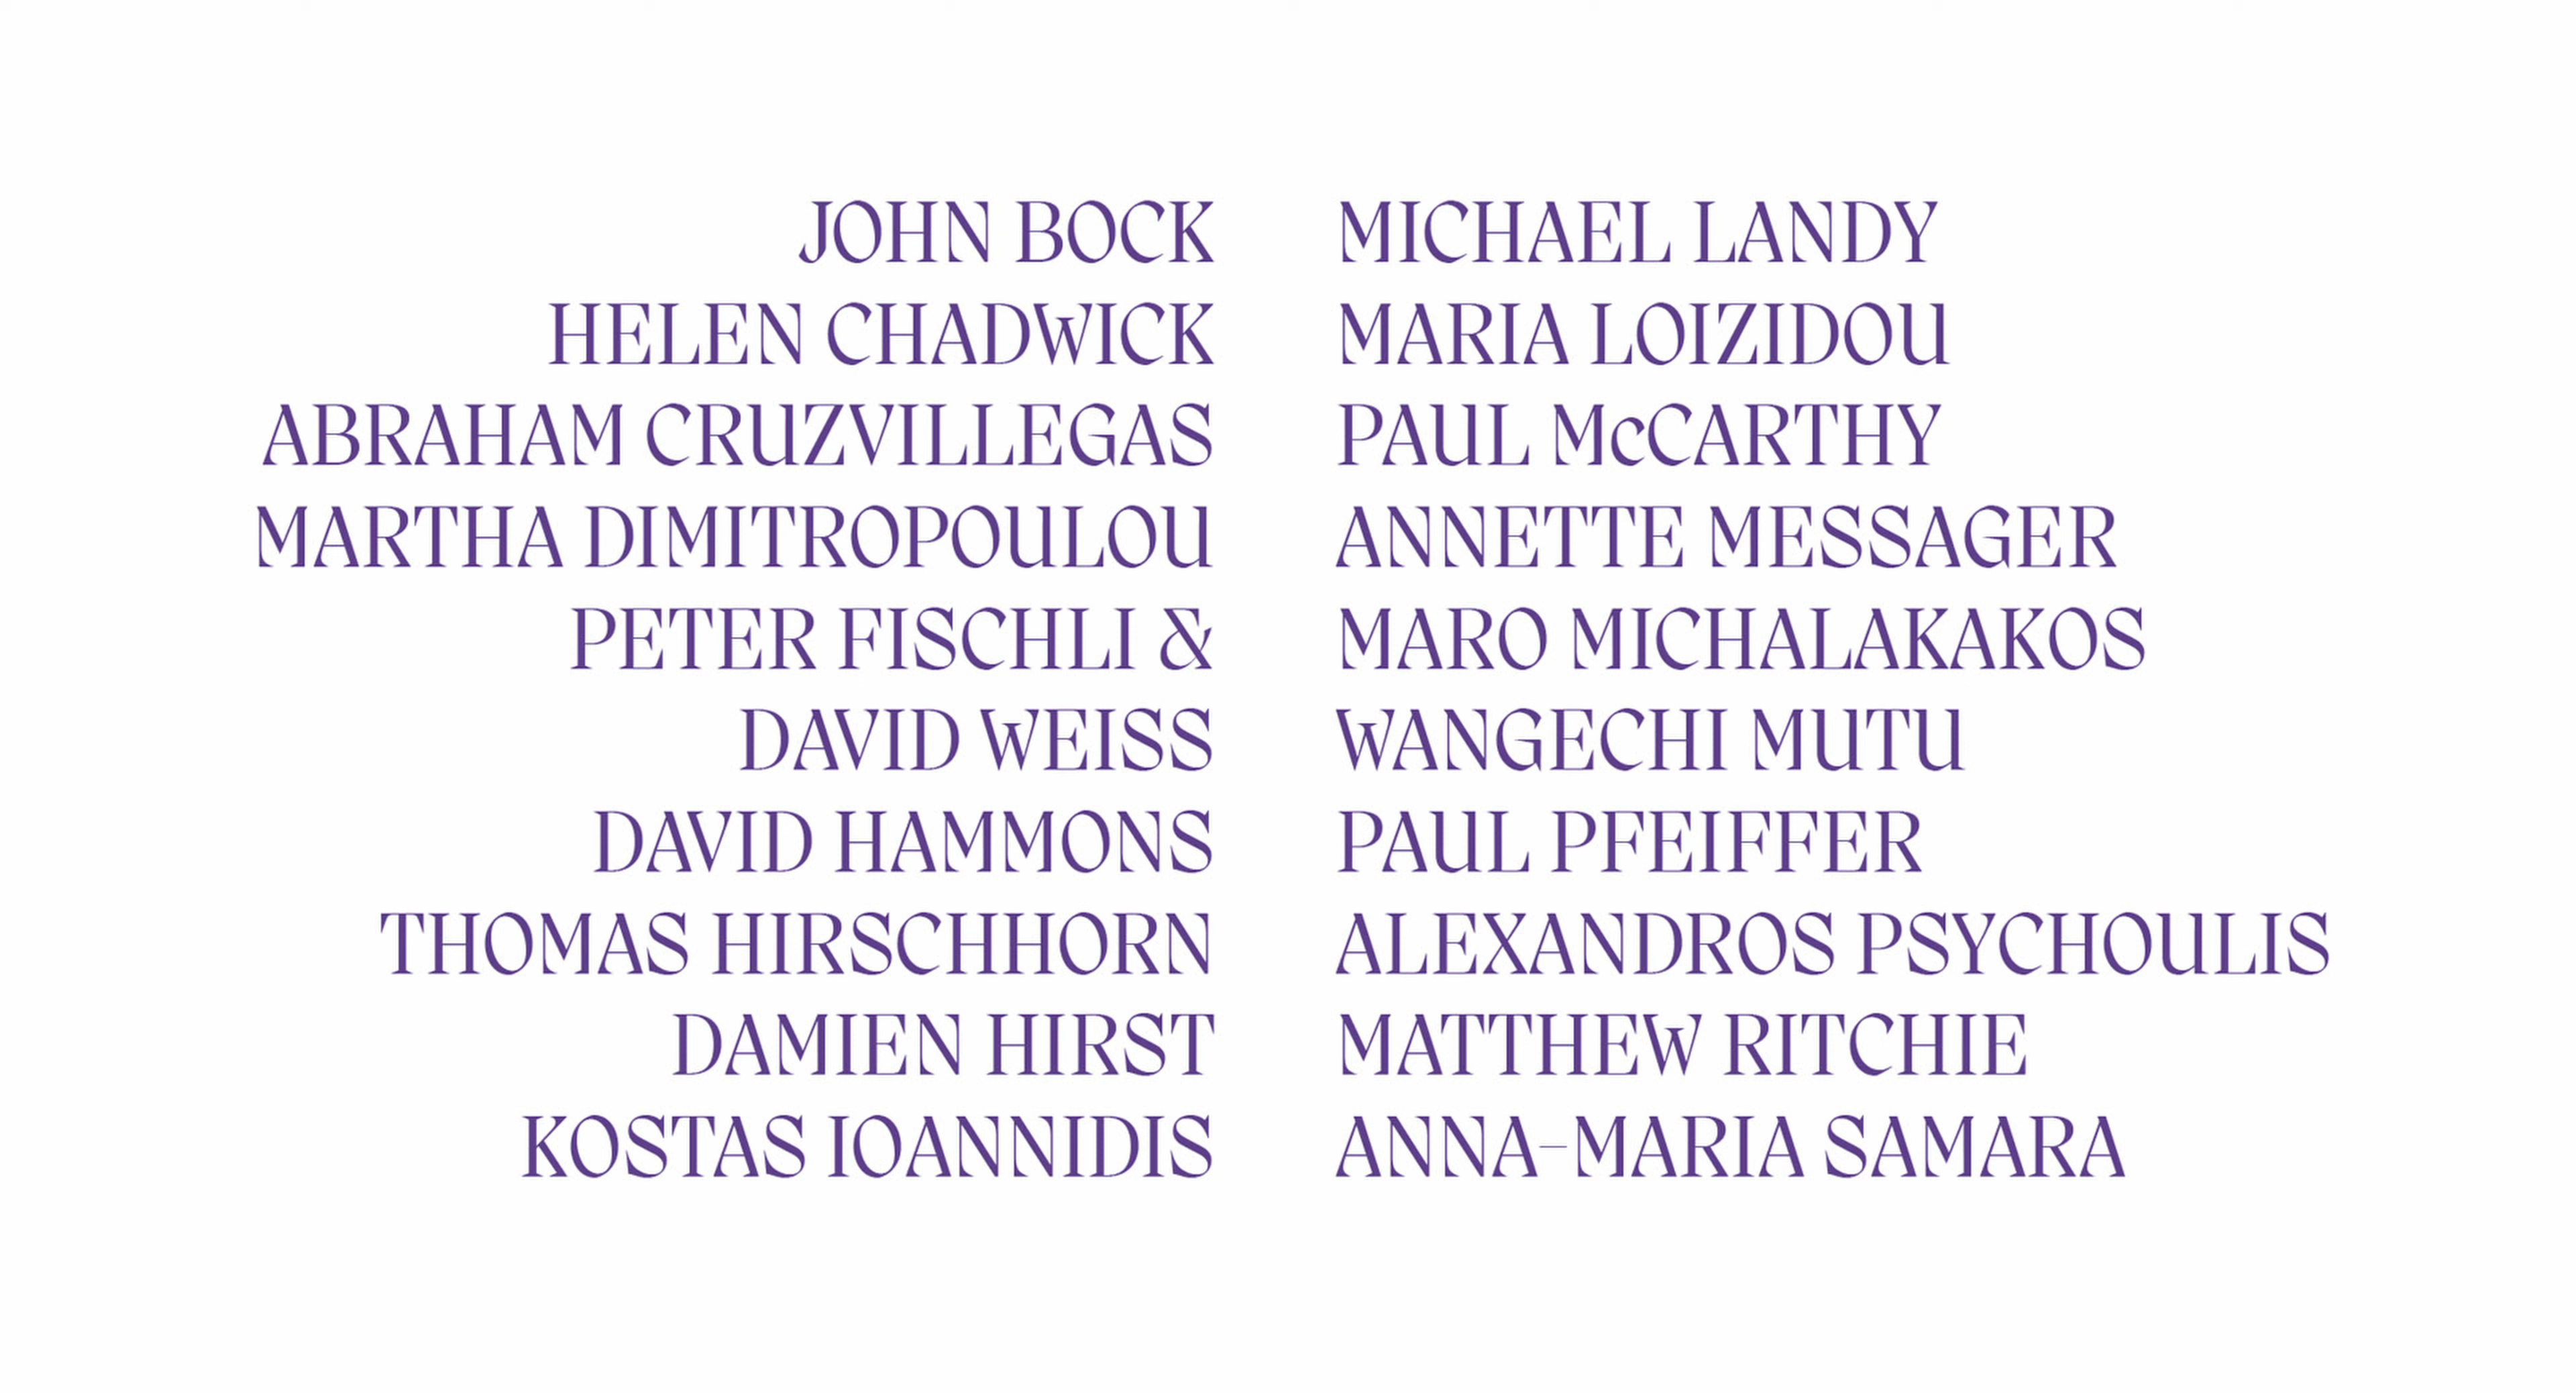 JOHN BOCK
HELEN CHADWICK
ABRAHAM CRUZVILLEGAS
MARTHA DIMITROPOULOU
PETER FISCHLI &
DAVID WEISS
DAVID HAMMONS
THOMAS HIRSCHHORN
DAMIEN HIRST
KOSTAS IOANNIDIS
MICHAEL LANDY
MARIA LOIZIDOU
PAUL McCARTHY
ANNETTE MESSAGER
MARO MICHALAKAKOS
WANGECHI MUTU
PAUL PFEIFFER
ALEXANDROS PSYCHOULIS
MATTHEW RITCHIE
ANNA-MARIA SAMARA